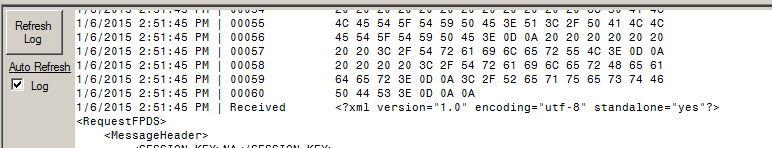 Refresh
Log
Auto Refresh
Log
1/6/2015 2:51:45 PM | 00055 4C 45 54 5F 54 59 50 45 3E 51 3C 2F 50 41 4C 4C
1/6/2015 2:51:45 PM | 00056 45 54 5F 54 59 50 45 3E 0D 0A 20 20 20 20 20 20
1/6/2015 2:51:45 PM | 00057 20 20 3C 2F 54 72 61 69 6C 65 72 55 4C 3E 0D 0A
1/6/2015 2:51:45 PM | 00058 20 20 20 20 3C 2F 54 72 61 69 6C 65 72 48 65 61
1/6/2015 2:51:45 PM | 00059 64 65 72 3E 0D 0A 3C 2F 52 65 71 75 65 73 74 46
1/6/2015 2:51:45 PM | 00060 50 44 53 3E 0D 0A 0A
1/6/2015 2:51:45 PM | Received <?xml version="1.0" encoding="utf-8" standalone="yes"?>
<RequestFPDS>
<MessageHeader>